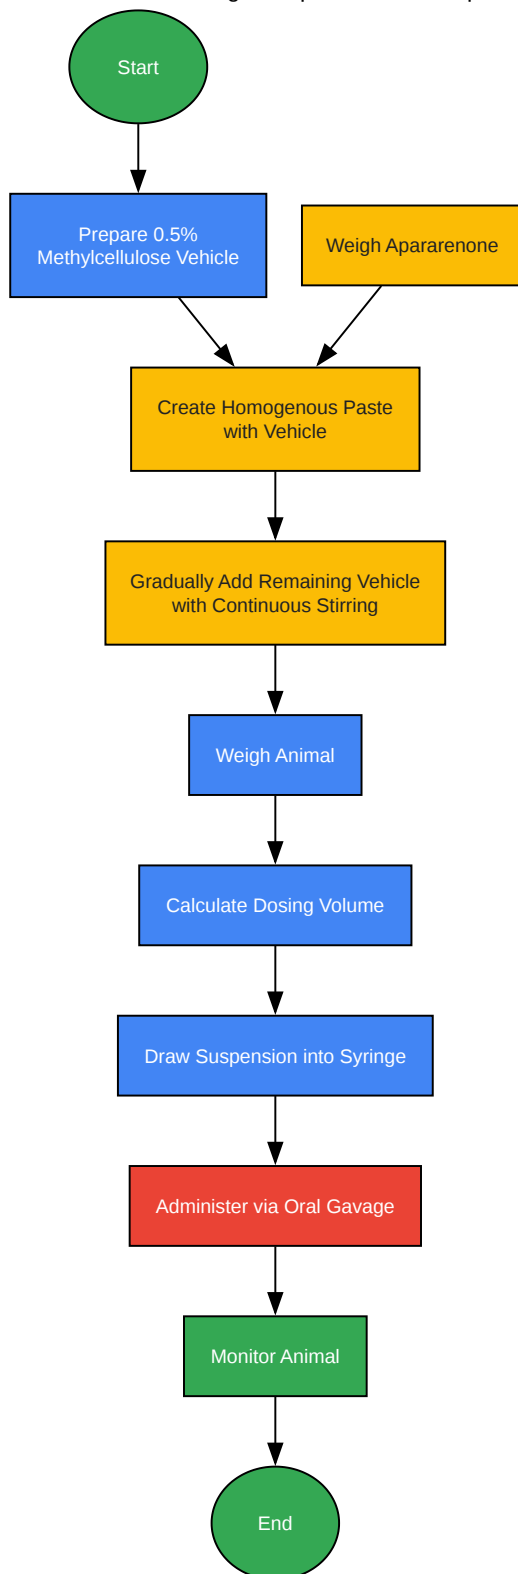 Start
Prepare 0.5%
Methylcellulose Vehicle
Weigh Apararenone
Create Homogenous Paste
with Vehicle
Gradually Add Remaining Vehicle
with Continuous Stirring
Weigh Animal
Calculate Dosing Volume
Draw Suspension into Syringe
Administer via Oral Gavage
Monitor Animal
End